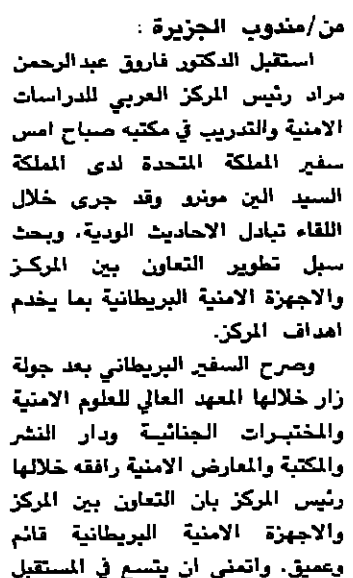 من/مندوب الجزيرة :
استقبل الدكتور فاروق عبدالرحمن
مراد رئيس المركز العربي للدراسات
الامنية والتدريب في مكتبه صباح امس
سفير المملكة المتحدة لدى المملكة
السيد الين مونرو وقد جرى خلال
اللقاء تبادل الاحاديث الودية، وبحث
سبل تطوير التعاون بين المركز
والاجهزة الامنية البريطانية بما يخدم
اهداف المركز.
وصرح السفير البريطاني بعد جولة
زار خلالها المعهد العالي للعلوم الامنية
والمختبرات الجنائية ودار النشر
والمكتبة والمعارض الامنية رافقه خلالها
رئيس المركز بان التعاون بين المركز
والاجهزة الامنية البريطانية قائم
وعميق، واتمنى ان يتسع في المستقبل